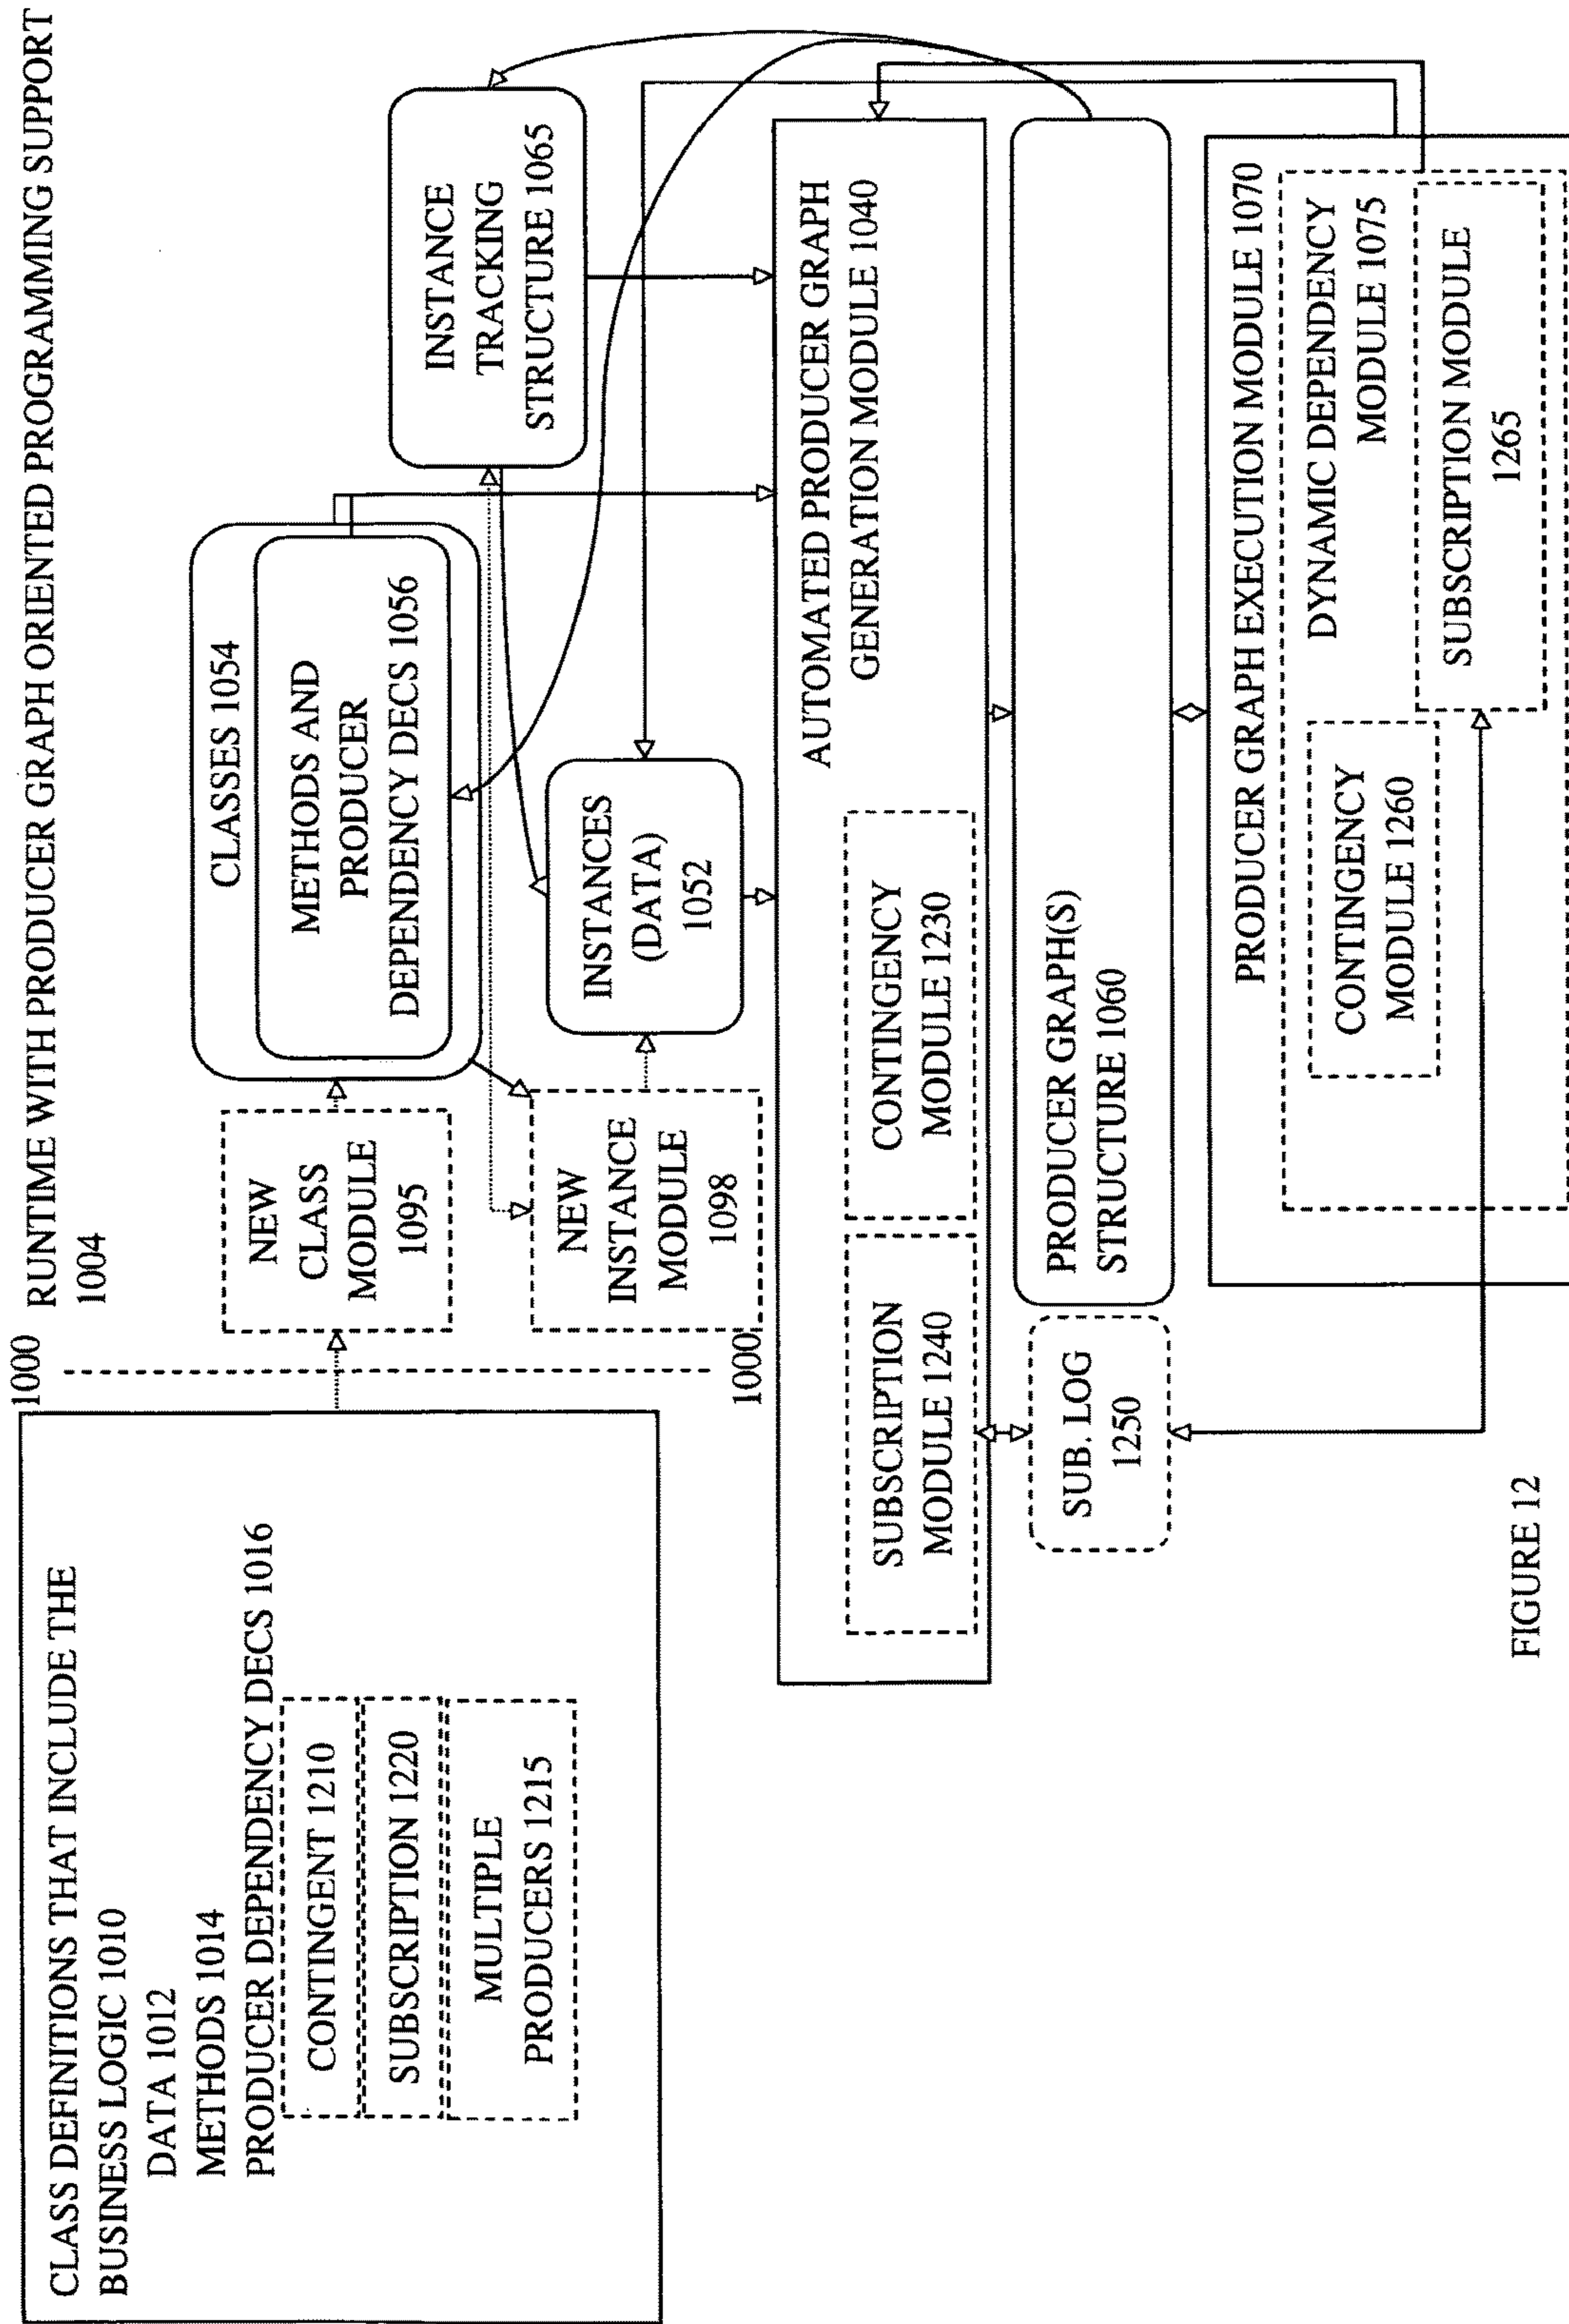 1000
RUNTIME WITH PRODUCER GRAPH ORIENTED PROGRAMMING SUPPORT
1004
CLASS DEFINITIONS THAT INCLUDE THE
BUSINESS LOGIC 1010
DATA 1012
METHODS 1014
PRODUCER DEPENDENCY DECS 1016
CONTINGENT 1210
SUBSCRIPTION 1220
MULTIPLE
PRODUCERS 1215
1000
NEW
CLASS
MODULE
1095
CLASSES 1054
METHODS AND
PRODUCER
DEPENDENCY DECS 1056
INSTANCE
TRACKING
STRUCTURE 1065
NEW
INSTANCE
MODULE
1098
INSTANCES
(DATA)
1052
AUTOMATED PRODUCER GRAPH
GENERATION MODULE 1040
SUBSCRIPTION
MODULE 1240
CONTINGENCY
MODULE 1230
SUB. LOG
1250
PRODUCER GRAPH(S)
STRUCTURE 1060
PRODUCER GRAPH EXECUTION MODULE 1070
DYNAMIC DEPENDENCY
MODULE 1075
CONTINGENCY
MODULE 1260
SUBSCRIPTION MODULE
1265
FIGURE 12